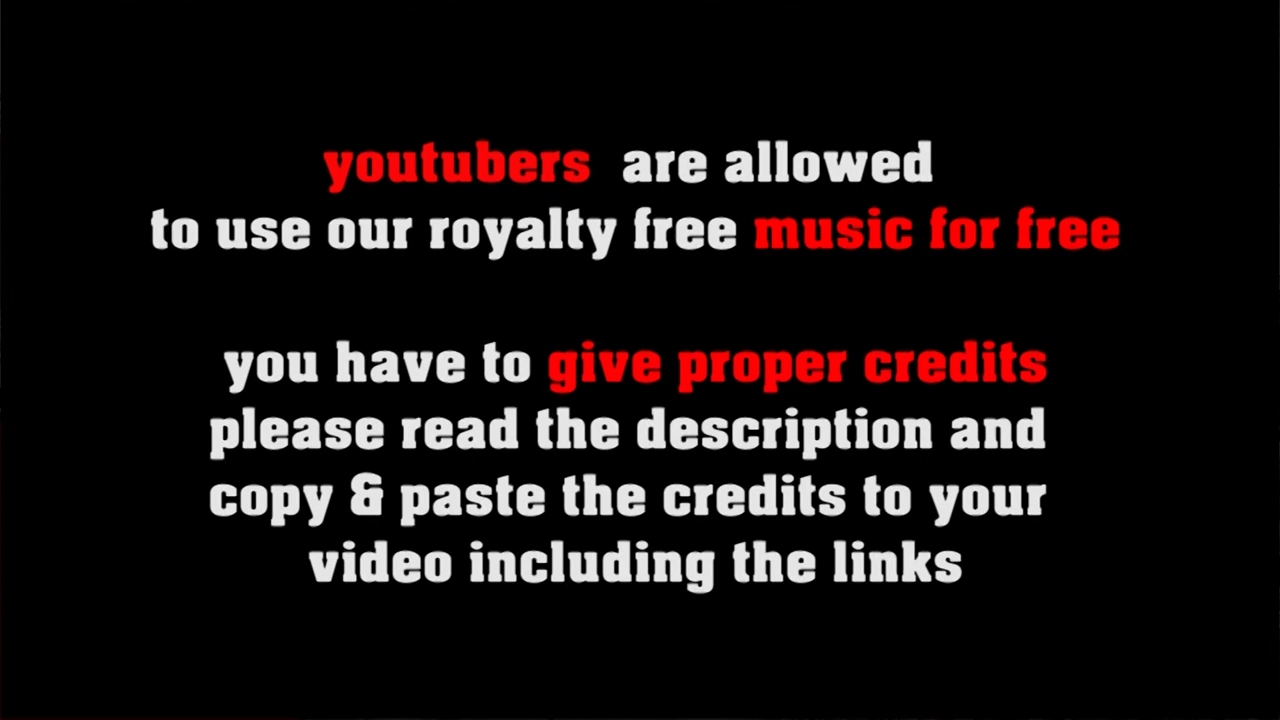 youtubers are allowed
to use our royalty free music for free
you have to give proper credits
please read the description and
copy & paste the credits to your
video including the links